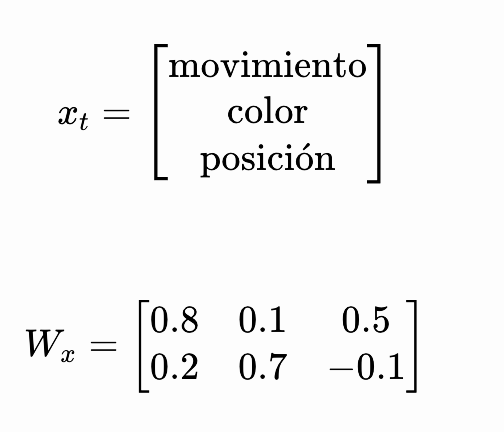 x_t = [movimiento
color
posición]
W_x = [0.8 0.1 0.5
0.2 0.7 −0.1]